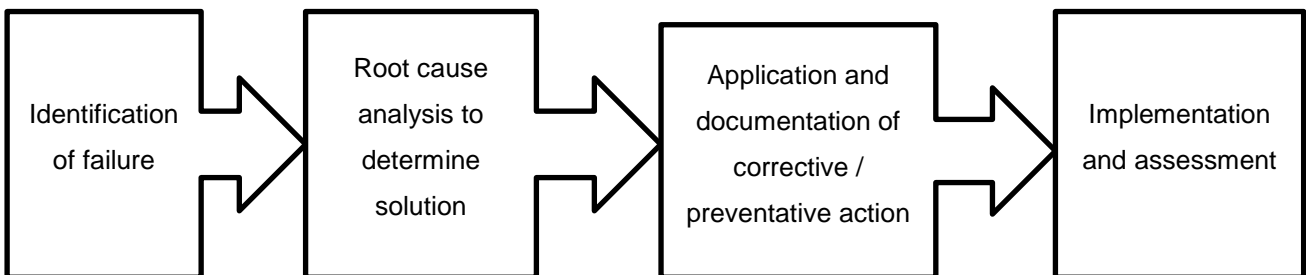 Identification
of failure
Root cause
analysis to
determine
solution
Application and
documentation of
corrective /
preventative action
Implementation
and assessment